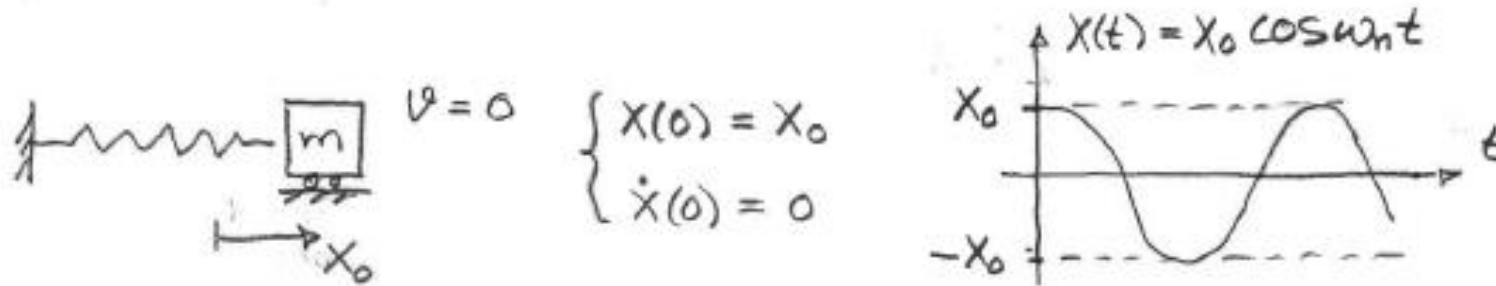 m
v = 0
X₀
{ X(0) = X₀
Ẋ(0) = 0
X(t) = X₀ cos ωₙt
X₀
-X₀
t